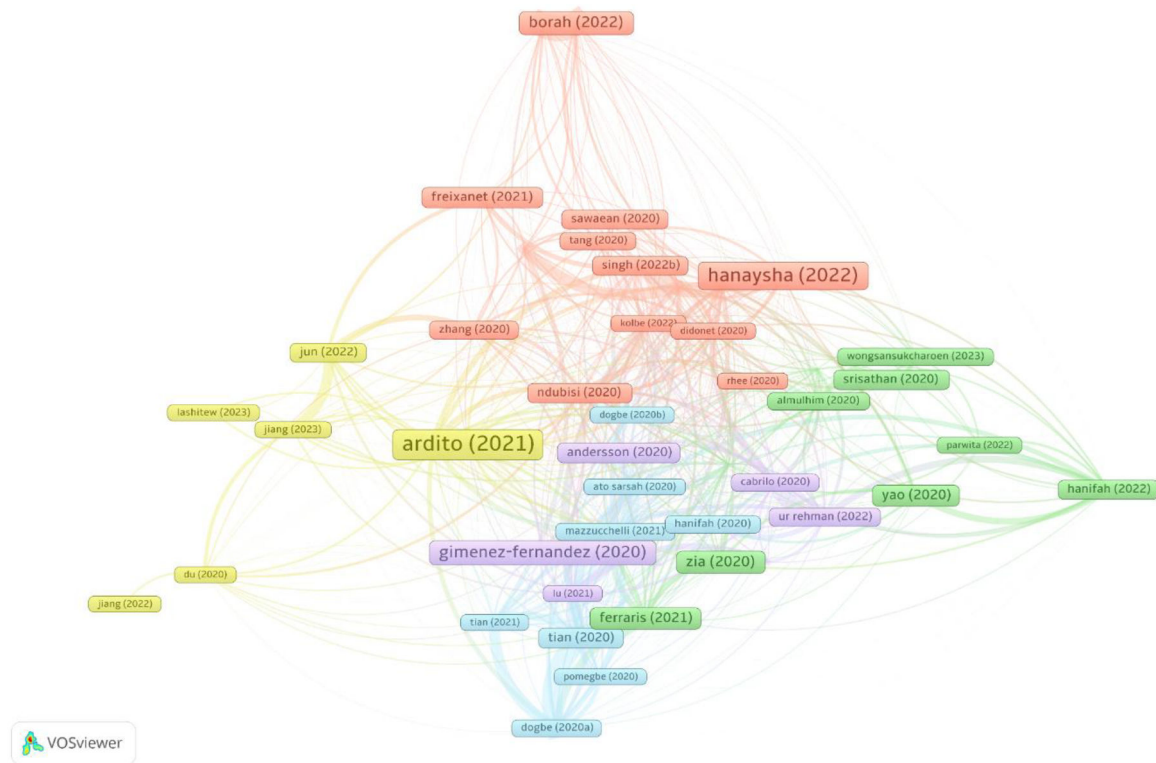 borah (2022)
freixanet (2021)
sawaean (2020)
tang (2020)
singh (2022b)
hanaysha (2022)
zhang (2020)
kolbe (2022)
didonet (2020)
jun (2022)
wongsansukcharoen (2023)
srisathan (2020)
rhee (2020)
ndubisi (2020)
almulhim (2020)
lashitew (2023)
dogbe (2020b)
jiang (2023)
ardito (2021)
parwita (2022)
andersson (2020)
cabrilo (2020)
ato sarsah (2020)
hanifah (2022)
yao (2020)
ur rehman (2022)
hanifah (2020)
mazzucchelli (2021)
gimenez-fernandez (2020)
zia (2020)
du (2020)
lu (2021)
jiang (2022)
ferraris (2021)
tian (2021)
tian (2020)
pomegbe (2020)
dogbe (2020a)
VOSviewer